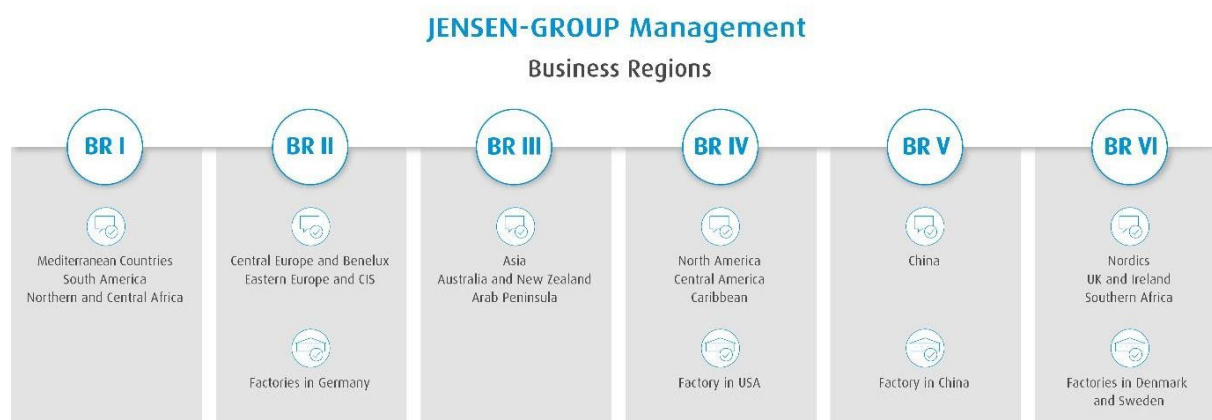 JENSEN-GROUP Management
Business Regions
BR I
Mediterranean Countries
South America
Northern and Central Africa
BR II
Central Europe and Benelux
Eastern Europe and CIS
Factories in Germany
BR III
Asia
Australia and New Zealand
Arab Peninsula
BR IV
North America
Central America
Caribbean
Factory in USA
BR V
China
Factory in China
BR VI
Nordics
UK and Ireland
Southern Africa
Factories in Denmark
and Sweden